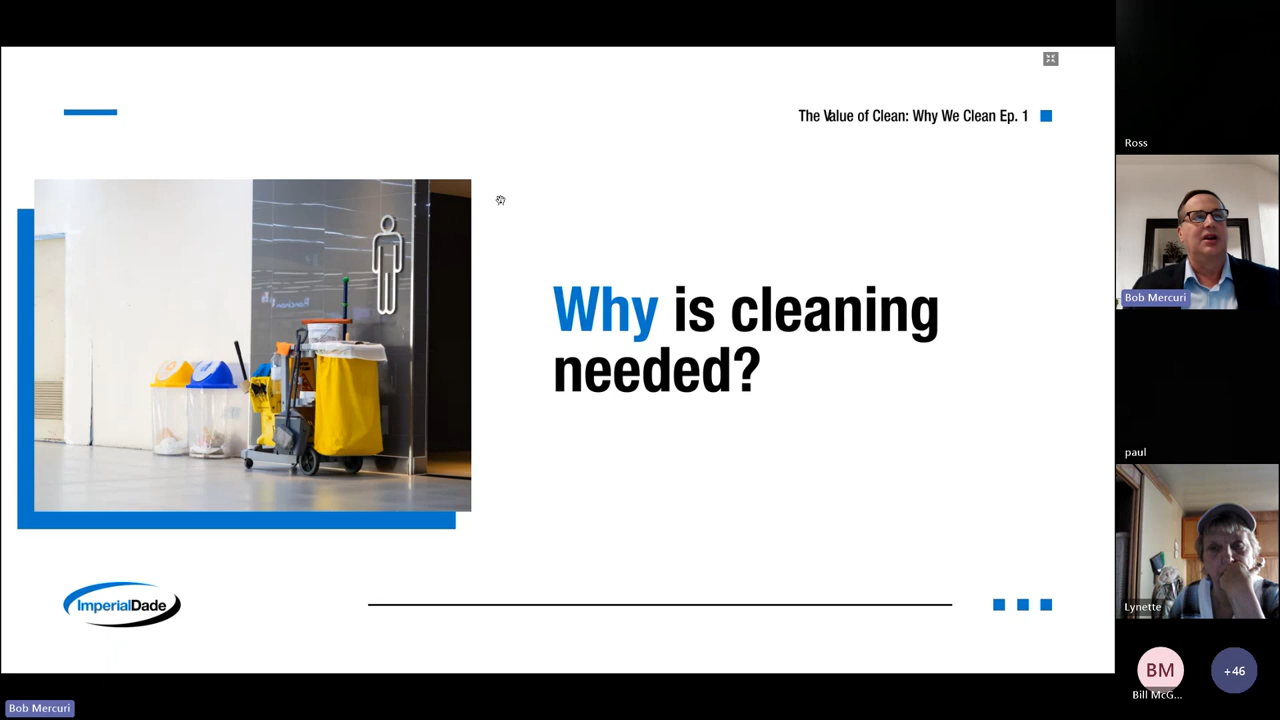 The Value of Clean: Why We Clean Ep. 1
Why is cleaning
needed?
ImperialDade
Ross
Bob Mercuri
paul
Lynette
BM
Bill McG...
+46
Bob Mercuri